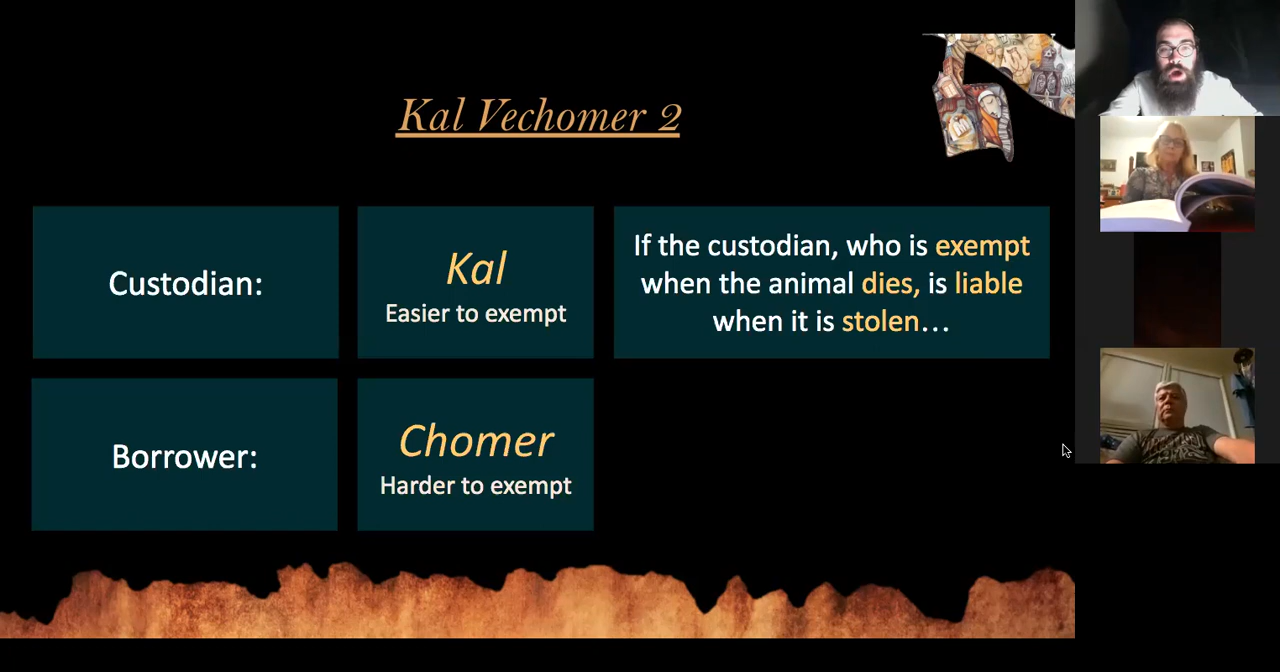 Kal Vechomer 2
Custodian:
Kal
Easier to exempt
If the custodian, who is exempt
when the animal dies, is liable
when it is stolen…
Borrower:
Chomer
Harder to exempt